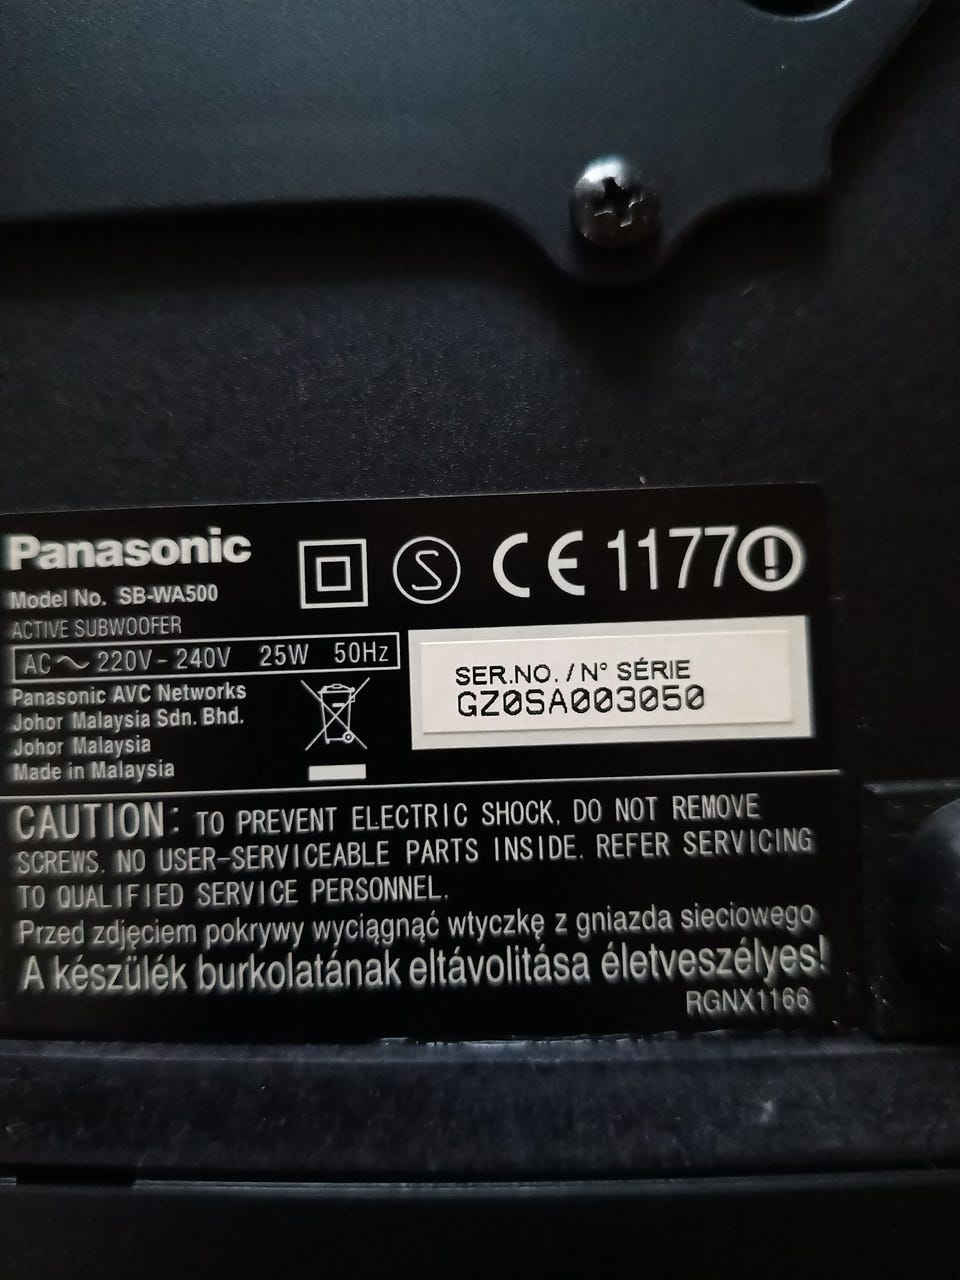 Panasonic
Model No. SB-WA500
ACTIVE SUBWOOFER
AC ~ 220V - 240V 25W 50Hz
Panasonic AVC Networks
Johor Malaysia Sdn. Bhd.
Johor Malaysia
Made in Malaysia
S CE 1177 !
SER.NO. / N° SÉRIE
GZ0SA003050
CAUTION: TO PREVENT ELECTRIC SHOCK, DO NOT REMOVE
SCREWS. NO USER-SERVICEABLE PARTS INSIDE. REFER SERVICING
TO QUALIFIED SERVICE PERSONNEL.
Przed zdjęciem pokrywy wyciągnąć wtyczkę z gniazda sieciowego
A készülék burkolatának eltávolitása életveszélyes!
RGNX1166